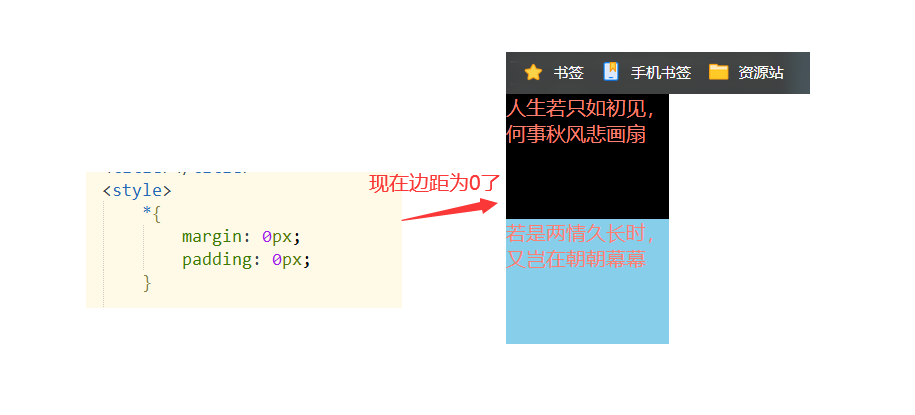 <style>
*{
margin: 0px;
padding: 0px;
}
现在边距为0了
书签 手机书签 资源站
人生若只如初见，
何事秋风悲画扇
若是两情久长时，
又岂在朝朝幕幕